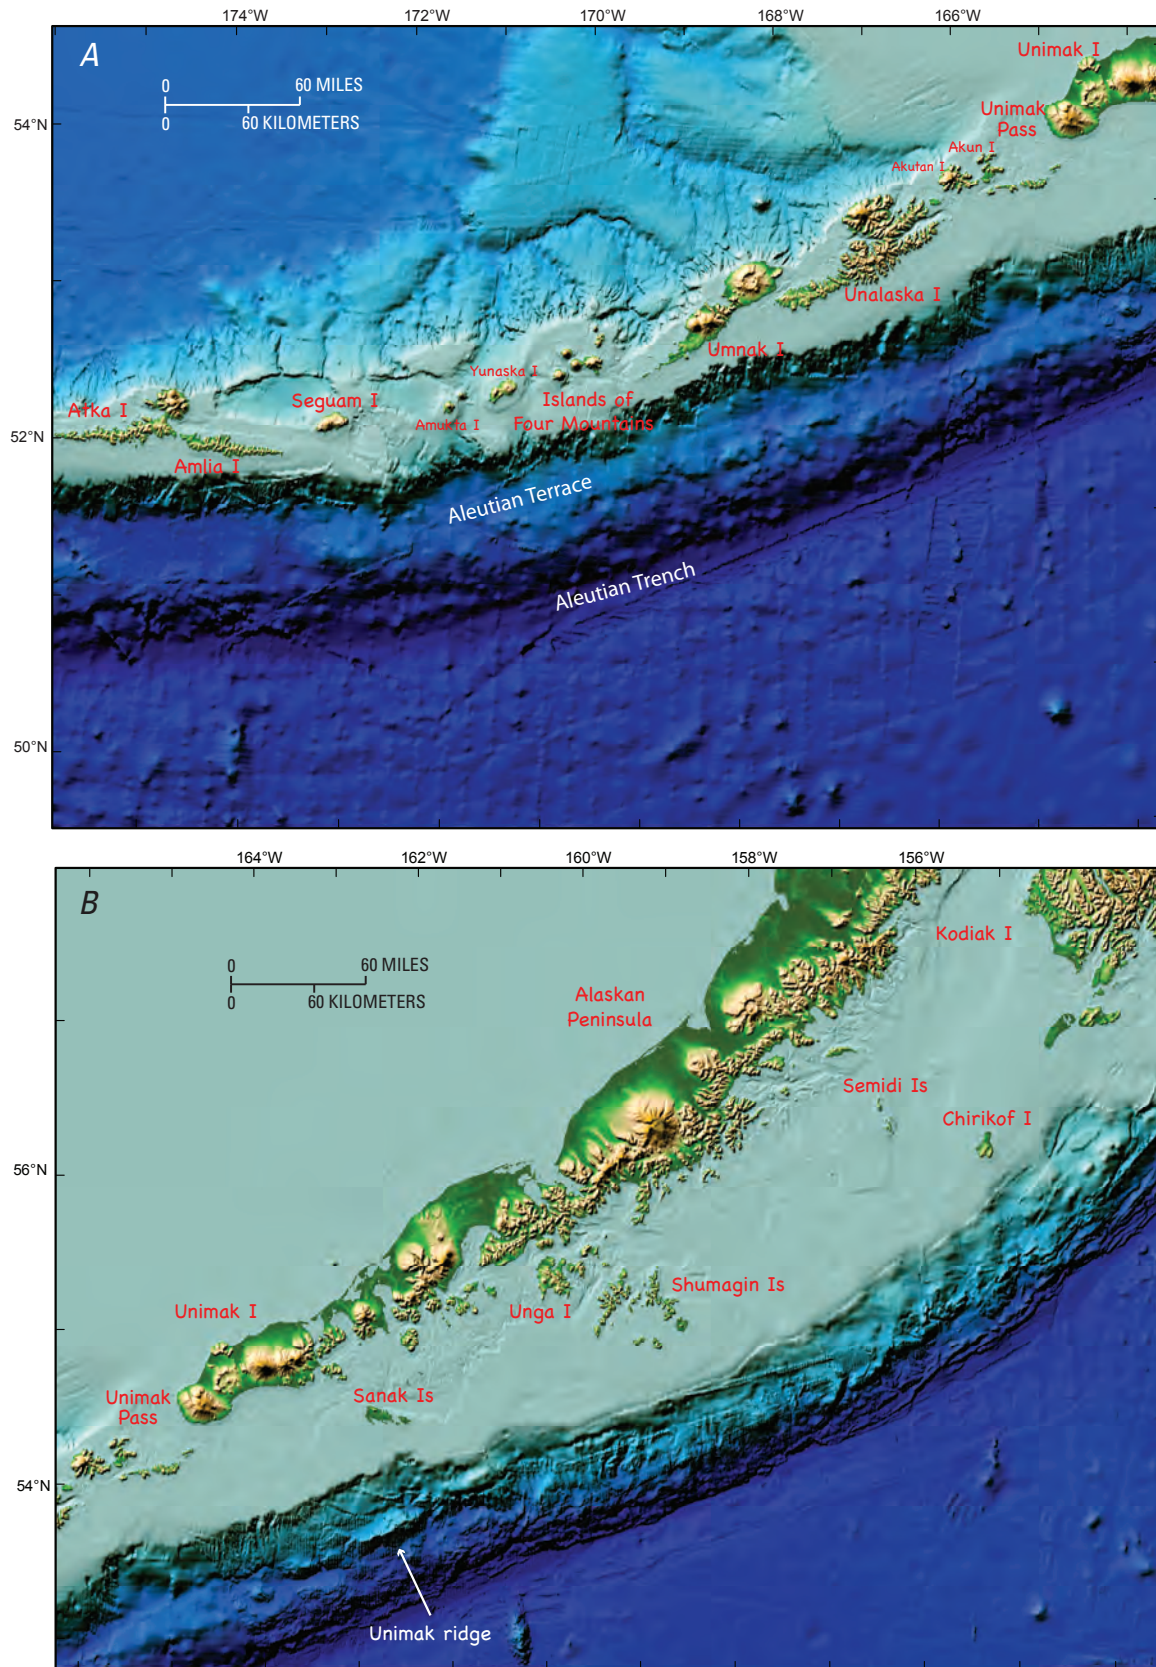 174°W 172°W 170°W 168°W 166°W
A
0 60 MILES
0 60 KILOMETERS
Unimak I
54°N
Unimak
Pass
Akun I
Akutan I
Unalaska I
Umnak I
Yunaska I
Islands of
Four Mountains
Seguam I
Amukta I
Atka I
52°N
Amlia I
Aleutian Terrace
Aleutian Trench
50°N
164°W 162°W 160°W 158°W 156°W
B
0 60 MILES
0 60 KILOMETERS
Kodiak I
Alaskan
Peninsula
Semidi Is
Chirikof I
56°N
Shumagin Is
Unimak I
Unga I
Sanak Is
Unimak
Pass
54°N
Unimak ridge